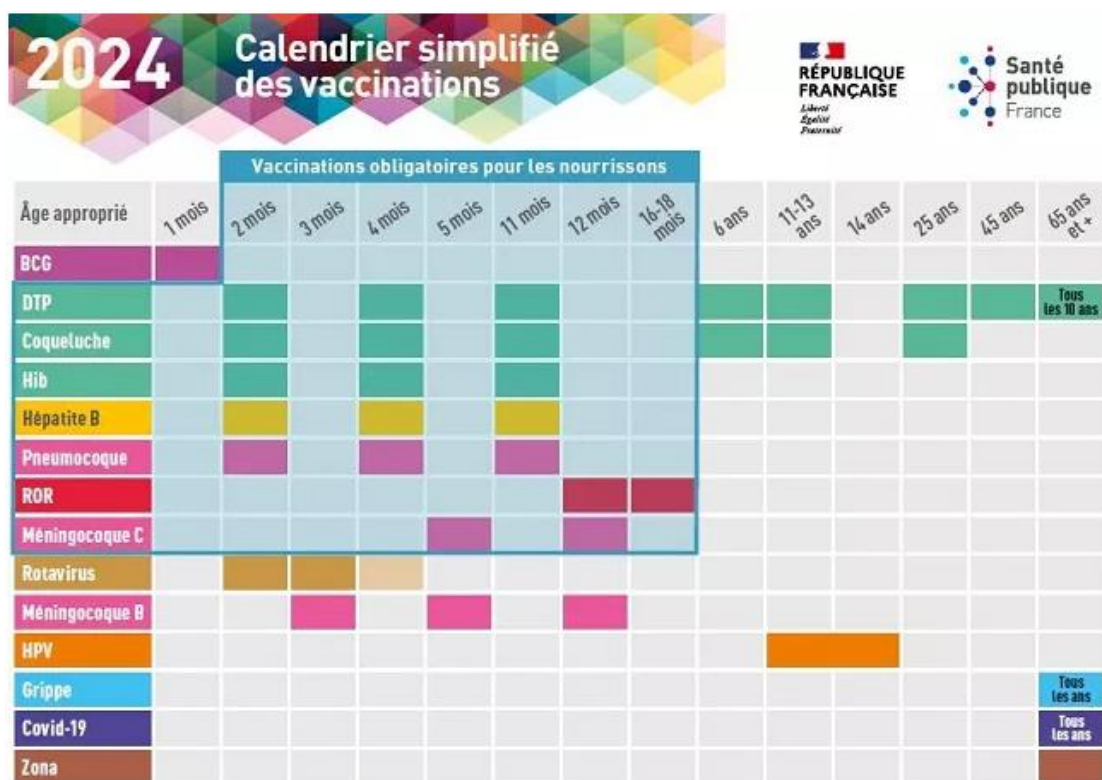 2024
Calendrier simplifié
des vaccinations
RÉPUBLIQUE
FRANÇAISE
Liberté
Égalité
Fraternité
Santé
publique
France
Vaccinations obligatoires pour les nourrissons
Âge approprié
1 mois
2 mois
3 mois
4 mois
5 mois
11 mois
12 mois
16-18
mois
6 ans
11-13
ans
14 ans
25 ans
45 ans
65 ans
et +
BCG
DTP
Tous
les 10 ans
Coqueluche
Hib
Hépatite B
Pneumocoque
ROR
Méningocoque C
Rotavirus
Méningocoque B
HPV
Grippe
Tous
les ans
Covid-19
Tous
les ans
Zona